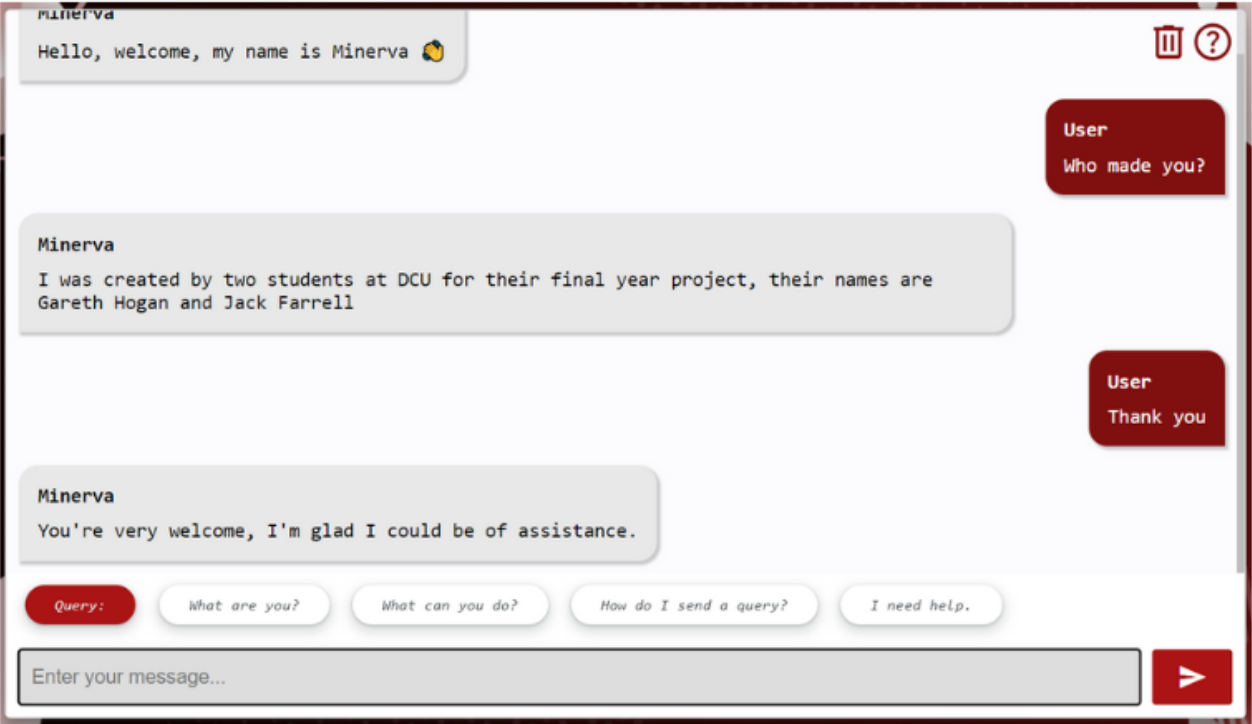 Minerva
Hello, welcome, my name is Minerva 👏
User
Who made you?
Minerva
I was created by two students at DCU for their final year project, their names are
Gareth Hogan and Jack Farrell
User
Thank you
Minerva
You're very welcome, I'm glad I could be of assistance.
Query: What are you? What can you do? How do I send a query? I need help.
Enter your message...